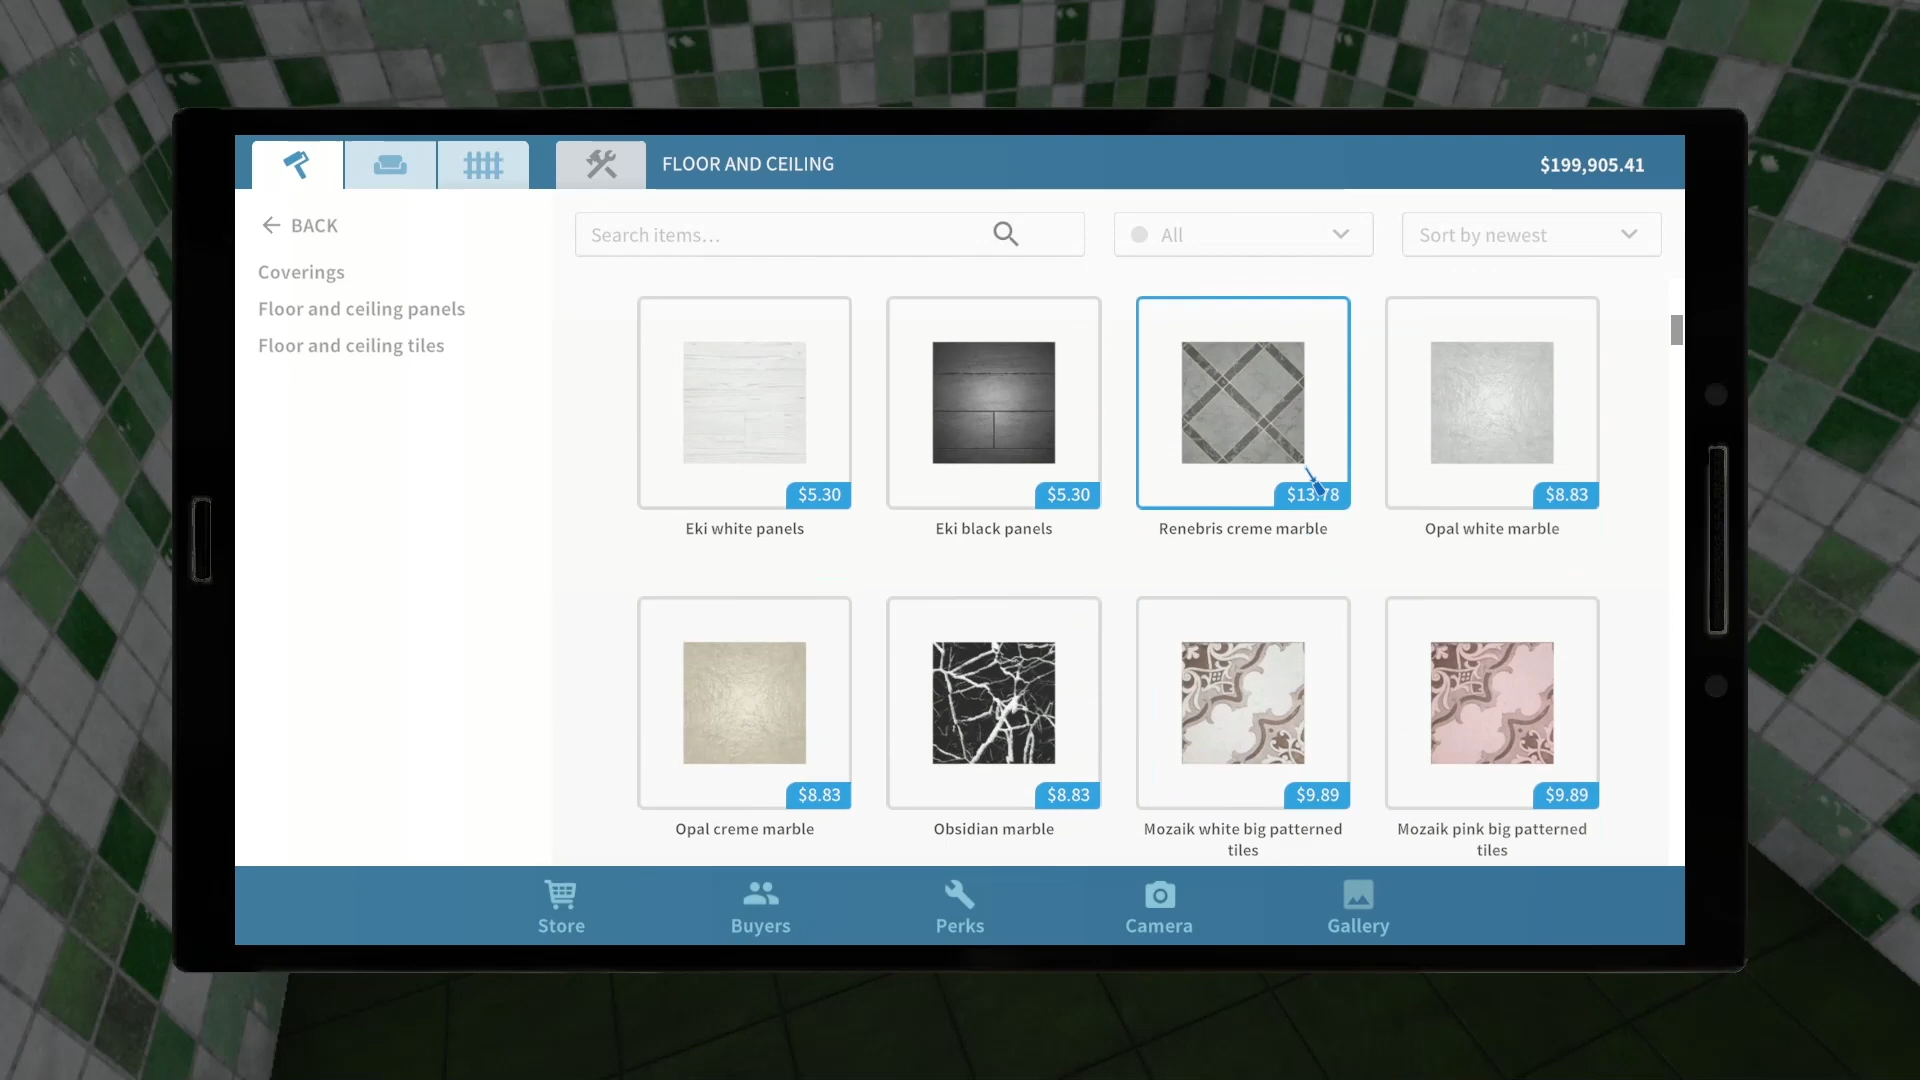 FLOOR AND CEILING
$199,905.41
BACK
Coverings
Floor and ceiling panels
Floor and ceiling tiles
Search items...
All
Sort by newest
$5.30
$5.30
$13.78
$8.83
Eki white panels
Eki black panels
Renebris creme marble
Opal white marble
$8.83
$8.83
$9.89
$9.89
Opal creme marble
Obsidian marble
Mozaik white big patterned
tiles
Mozaik pink big patterned
tiles
Store
Buyers
Perks
Camera
Gallery